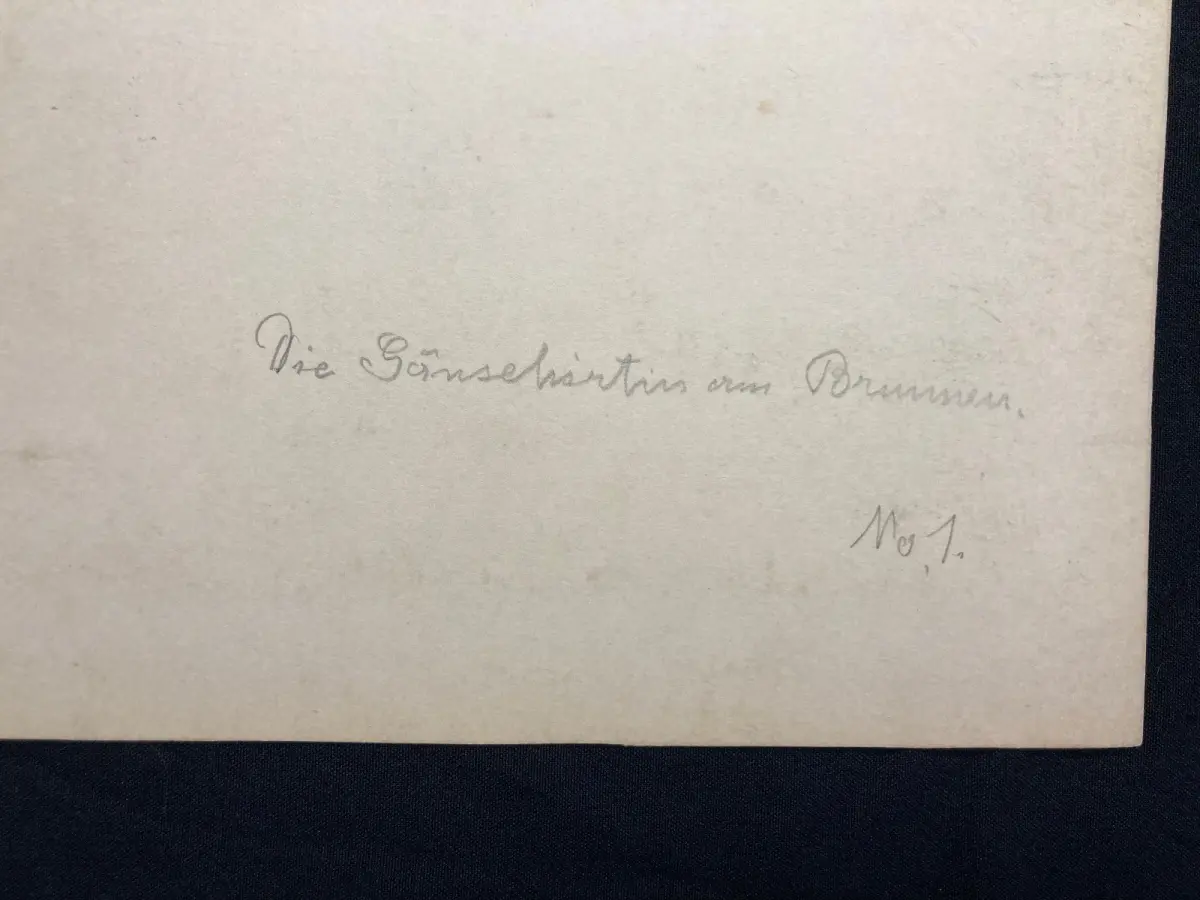 Die Gänsehirtin am Brunnen.
No, 1.